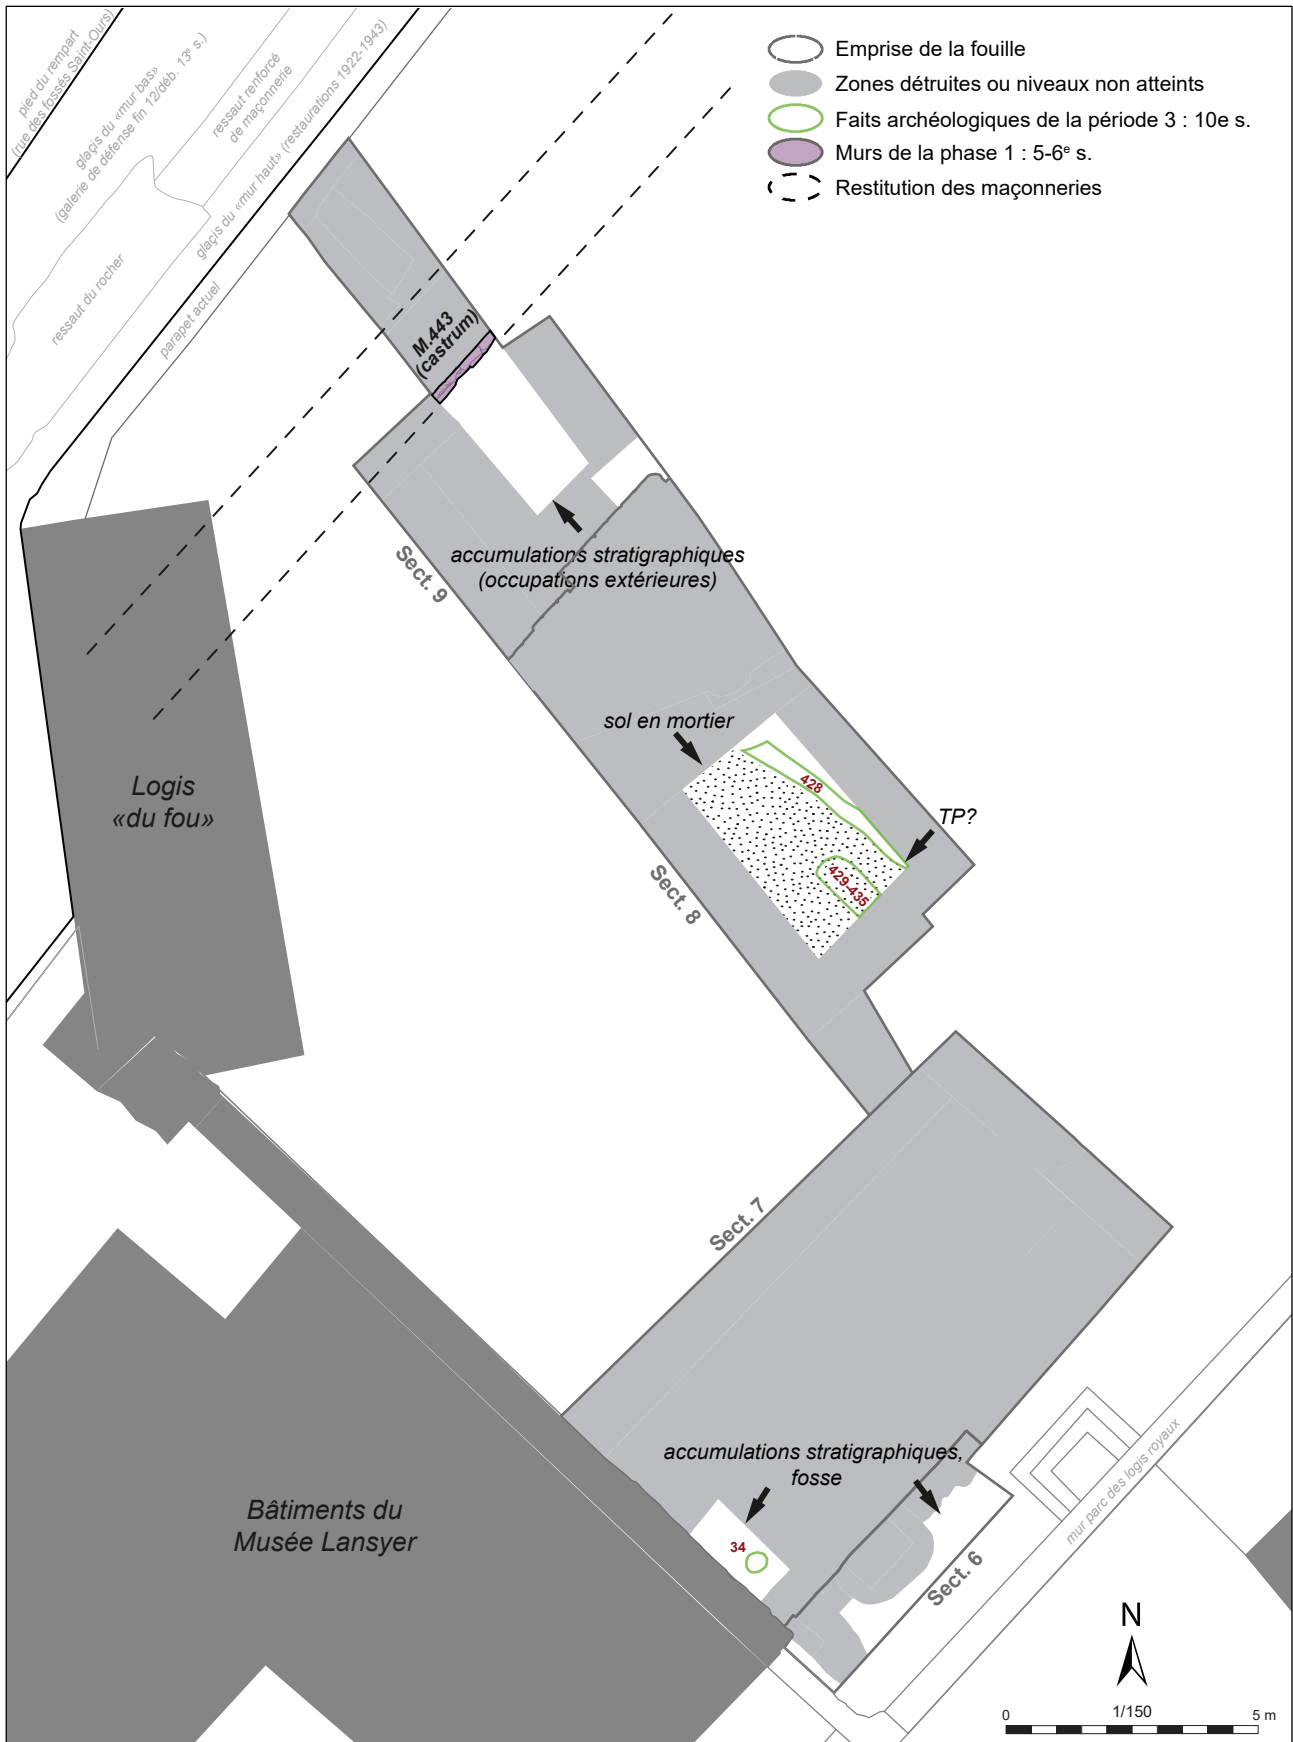 pied du rempart
(rue des fossés Saint-Ours)
glaçis du «mur bas»
(galerie de défense fin 12/déb. 13e s.)
ressaut renforcé
de maçonnerie
glaçis du «mur haut» (restaurations 1922-1943)
ressaut du rocher
parapet actuel
Emprise de la fouille
Zones détruites ou niveaux non atteints
Faits archéologiques de la période 3 : 10e s.
Murs de la phase 1 : 5-6e s.
Restitution des maçonneries
M.443
(castrum)
accumulations stratigraphiques
(occupations extérieures)
Sect. 9
sol en mortier
428
TP?
429-435
Logis
«du fou»
Sect. 8
Sect. 7
accumulations stratigraphiques,
fosse
34
Sect. 6
mur parc des logis royaux
Bâtiments du
Musée Lansyer
N
1/150
0 5 m